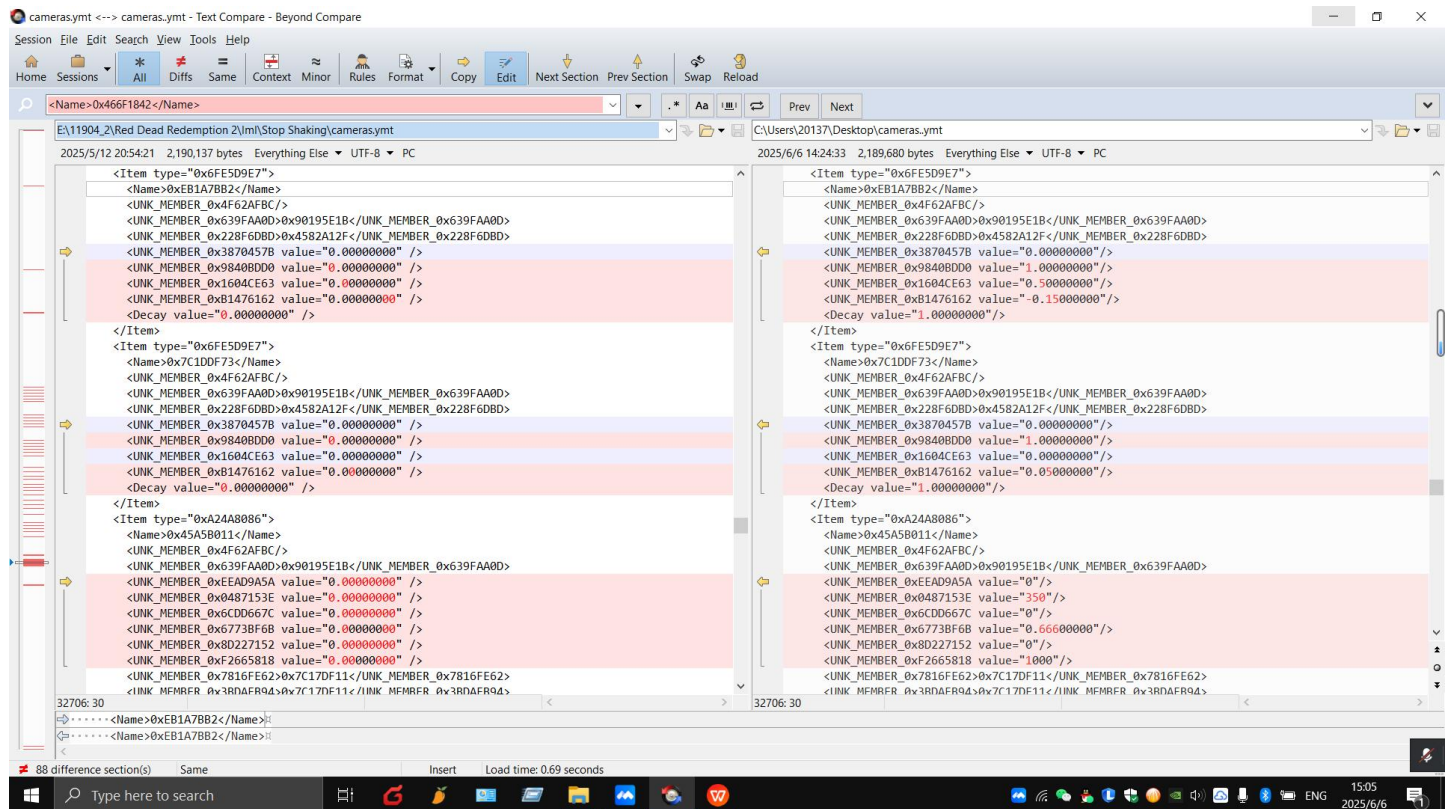 cameras.ymt <--> cameras..ymt - Text Compare - Beyond Compare
Session File Edit Search View Tools Help
Home Sessions All Diffs Same Context Minor Rules Format Copy Edit Next Section Prev Section Swap Reload
<Name>0x466F1842</Name> .* Aa Prev Next
E:\11904_2\Red Dead Redemption 2\lml\Stop Shaking\cameras.ymt
2025/5/12 20:54:21 2,190,137 bytes Everything Else UTF-8 PC
<Item type="0x6FE5D9E7">
<Name>0xEB1A7BB2</Name>
<UNK_MEMBER_0x4F62AFBC/>
<UNK_MEMBER_0x639FAA0D>0x90195E1B</UNK_MEMBER_0x639FAA0D>
<UNK_MEMBER_0x228F6DBD>0x4582A12F</UNK_MEMBER_0x228F6DBD>
<UNK_MEMBER_0x3870457B value="0.00000000" />
<UNK_MEMBER_0x9840BDD0 value="0.00000000" />
<UNK_MEMBER_0x1604CE63 value="0.00000000" />
<UNK_MEMBER_0xB1476162 value="0.00000000" />
<Decay value="0.00000000" />
</Item>
<Item type="0x6FE5D9E7">
<Name>0x7C1DDF73</Name>
<UNK_MEMBER_0x4F62AFBC/>
<UNK_MEMBER_0x639FAA0D>0x90195E1B</UNK_MEMBER_0x639FAA0D>
<UNK_MEMBER_0x228F6DBD>0x4582A12F</UNK_MEMBER_0x228F6DBD>
<UNK_MEMBER_0x3870457B value="0.00000000" />
<UNK_MEMBER_0x9840BDD0 value="0.00000000" />
<UNK_MEMBER_0x1604CE63 value="0.00000000" />
<UNK_MEMBER_0xB1476162 value="0.00000000" />
<Decay value="0.00000000" />
</Item>
<Item type="0xA24A8086">
<Name>0x45A5B011</Name>
<UNK_MEMBER_0x4F62AFBC/>
<UNK_MEMBER_0x639FAA0D>0x90195E1B</UNK_MEMBER_0x639FAA0D>
<UNK_MEMBER_0xEEAD9A5A value="0.00000000" />
<UNK_MEMBER_0x0487153E value="0.00000000" />
<UNK_MEMBER_0x6CDD667C value="0.00000000" />
<UNK_MEMBER_0x6773BF6B value="0.00000000" />
<UNK_MEMBER_0x8D227152 value="0.00000000" />
<UNK_MEMBER_0xF2665818 value="0.00000000" />
<UNK_MEMBER_0x7816FE62>0x7C17DF11</UNK_MEMBER_0x7816FE62>
<UNK_MEMBER_0x3BDAEB94>0x7C17DF11</UNK_MEMBER_0x3BDAEB94>
32706: 30
C:\Users\20137\Desktop\cameras..ymt
2025/6/6 14:24:33 2,189,680 bytes Everything Else UTF-8 PC
<Item type="0x6FE5D9E7">
<Name>0xEB1A7BB2</Name>
<UNK_MEMBER_0x4F62AFBC/>
<UNK_MEMBER_0x639FAA0D>0x90195E1B</UNK_MEMBER_0x639FAA0D>
<UNK_MEMBER_0x228F6DBD>0x4582A12F</UNK_MEMBER_0x228F6DBD>
<UNK_MEMBER_0x3870457B value="0.00000000"/>
<UNK_MEMBER_0x9840BDD0 value="1.00000000"/>
<UNK_MEMBER_0x1604CE63 value="0.50000000"/>
<UNK_MEMBER_0xB1476162 value="-0.15000000"/>
<Decay value="1.00000000"/>
</Item>
<Item type="0x6FE5D9E7">
<Name>0x7C1DDF73</Name>
<UNK_MEMBER_0x4F62AFBC/>
<UNK_MEMBER_0x639FAA0D>0x90195E1B</UNK_MEMBER_0x639FAA0D>
<UNK_MEMBER_0x228F6DBD>0x4582A12F</UNK_MEMBER_0x228F6DBD>
<UNK_MEMBER_0x3870457B value="0.00000000"/>
<UNK_MEMBER_0x9840BDD0 value="1.00000000"/>
<UNK_MEMBER_0x1604CE63 value="0.00000000"/>
<UNK_MEMBER_0xB1476162 value="0.05000000"/>
<Decay value="1.00000000"/>
</Item>
<Item type="0xA24A8086">
<Name>0x45A5B011</Name>
<UNK_MEMBER_0x4F62AFBC/>
<UNK_MEMBER_0x639FAA0D>0x90195E1B</UNK_MEMBER_0x639FAA0D>
<UNK_MEMBER_0xEEAD9A5A value="0"/>
<UNK_MEMBER_0x0487153E value="350"/>
<UNK_MEMBER_0x6CDD667C value="0"/>
<UNK_MEMBER_0x6773BF6B value="0.66600000"/>
<UNK_MEMBER_0x8D227152 value="0"/>
<UNK_MEMBER_0xF2665818 value="1000"/>
<UNK_MEMBER_0x7816FE62>0x7C17DF11</UNK_MEMBER_0x7816FE62>
<UNK_MEMBER_0x3BDAEB94>0x7C17DF11</UNK_MEMBER_0x3BDAEB94>
32706: 30
<Name>0xEB1A7BB2</Name>
<Name>0xEB1A7BB2</Name>
88 difference section(s) Same Insert Load time: 0.69 seconds
Type here to search
ENG
15:05
2025/6/6